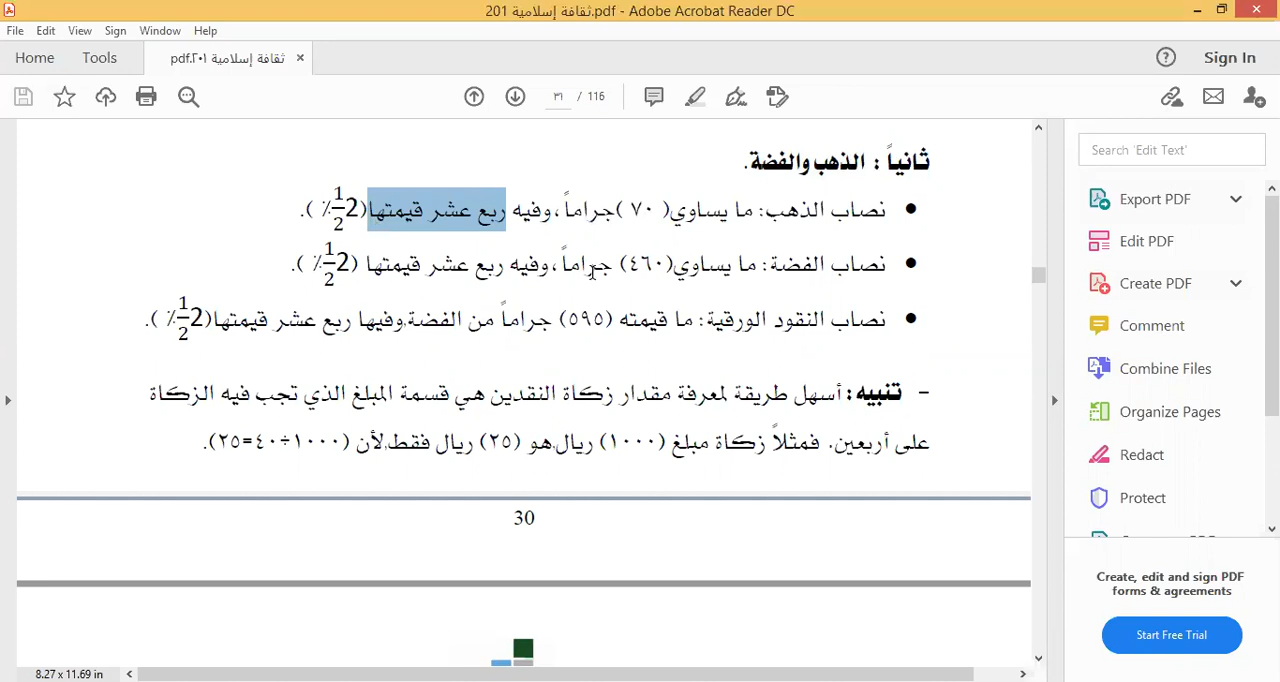 ثقافة إسلامية 201.pdf - Adobe Acrobat Reader DC
File Edit View Sign Window Help
Home Tools ثقافة إسلامية ٢٠١.pdf × Sign In
٣١ / 116
ثانياً : الذهب والفضة.
• نصاب الذهب: ما يساوي( ٧٠ )جراماً، وفيه ربع عشر قيمتها(2½٪ ).
• نصاب الفضة: ما يساوي(٤٦٠) جراماً، وفيه ربع عشر قيمتها (2½٪ ).
• نصاب النقود الورقية: ما قيمته (٥٩٥) جراماً من الفضة,وفيها ربع عشر قيمتها(2½٪ ).
- تنبيه: أسهل طريقة لمعرفة مقدار زكاة النقدين هي قسمة المبلغ الذي تجب فيه الزكاة
على أربعين. فمثلاً زكاة مبلغ (١٠٠٠) ريال,هو (٢٥) ريال فقط,لأن (١٠٠٠÷٤٠=٢٥).
30
8.27 x 11.69 in
Search 'Edit Text'
Export PDF
Edit PDF
Create PDF
Comment
Combine Files
Organize Pages
Redact
Protect
Create, edit and sign PDF
forms & agreements
Start Free Trial